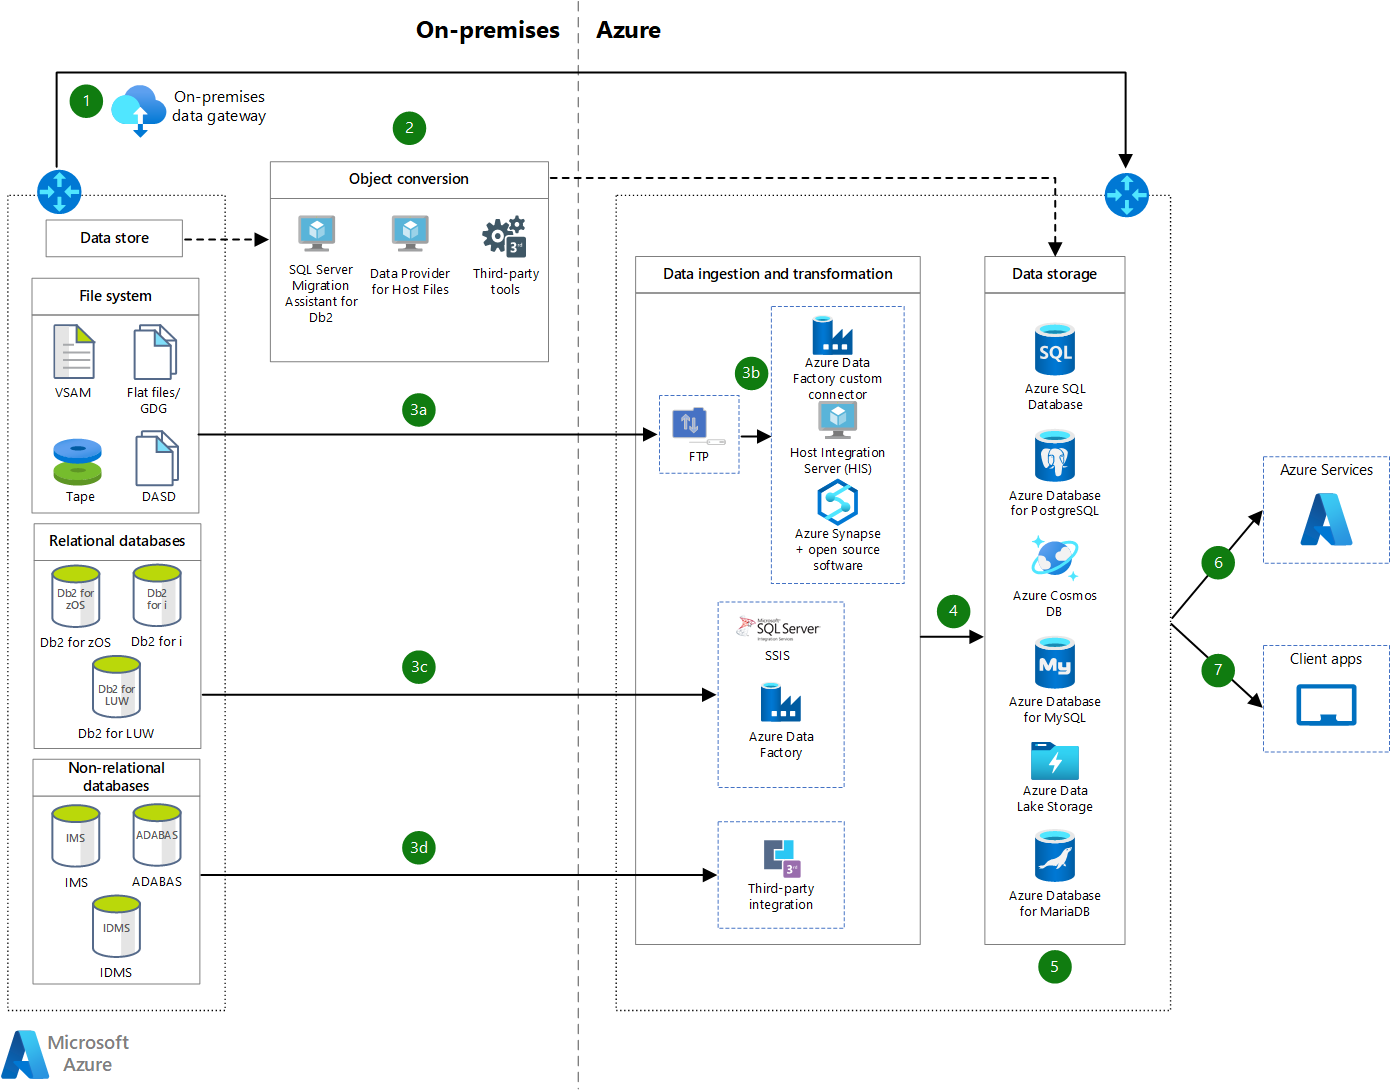 On-premises
Azure
1
On-premises
data gateway
2
Object conversion
SQL Server
Migration
Assistant for
Db2
Data Provider
for Host Files
3rd
Third-party
tools
Data store
File system
VSAM
Flat files/
GDG
Tape
DASD
Relational databases
Db2 for
zOS
Db2 for zOS
Db2
for i
Db2 for i
Db2 for
LUW
Db2 for LUW
Non-relational
databases
IMS
IMS
ADABAS
ADABAS
IDMS
IDMS
3a
3c
3d
Data ingestion and transformation
FTP
3b
Azure Data
Factory custom
connector
Host Integration
Server (HIS)
Azure Synapse
+ open source
software
Microsoft
SQL Server
Integration Services
SSIS
Azure Data
Factory
3rd
Third-party
integration
4
Data storage
SQL
Azure SQL
Database
Azure Database
for PostgreSQL
Azure Cosmos
DB
My
Azure Database
for MySQL
Azure Data
Lake Storage
Azure Database
for MariaDB
5
6
Azure Services
7
Client apps
Microsoft
Azure